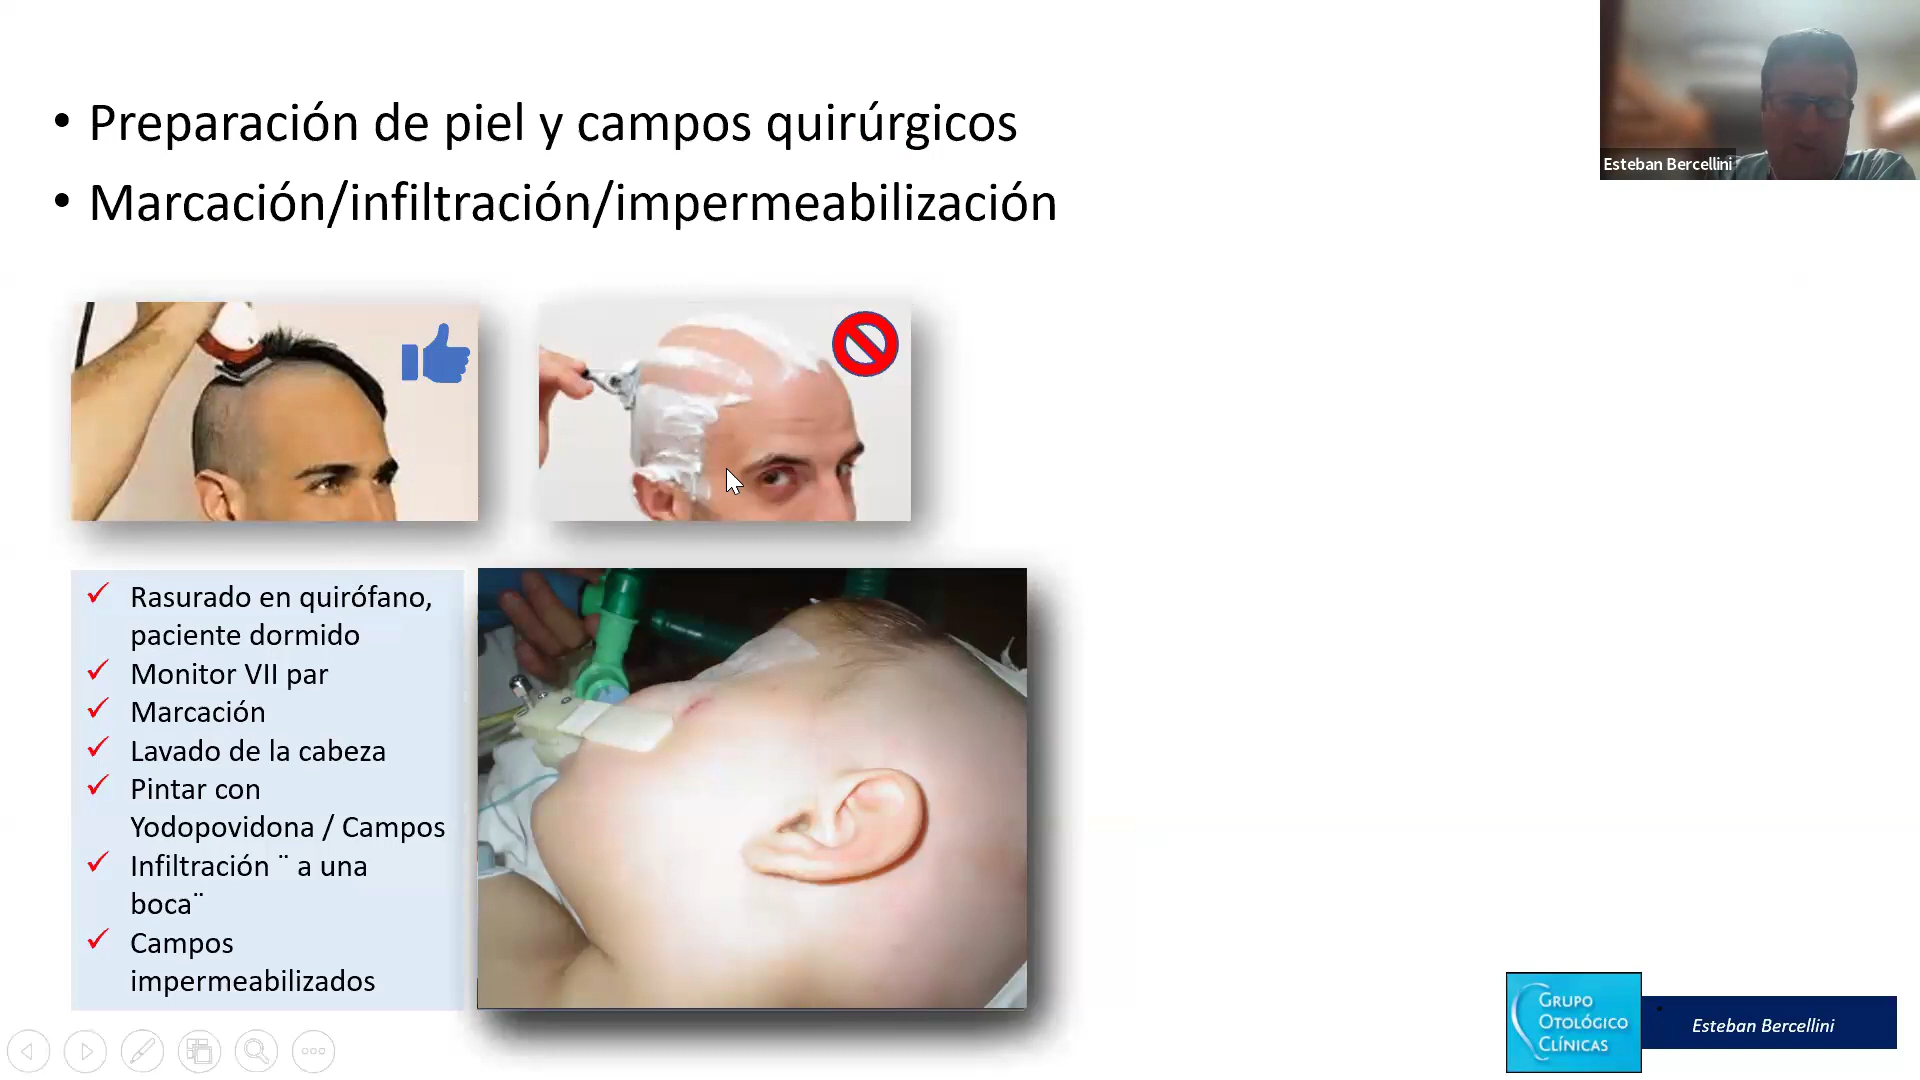 • Preparación de piel y campos quirúrgicos
• Marcación/infiltración/impermeabilización
Esteban Bercellini
✓ Rasurado en quirófano,
paciente dormido
✓ Monitor VII par
✓ Marcación
✓ Lavado de la cabeza
✓ Pintar con
Yodopovidona / Campos
✓ Infiltración ¨ a una
boca¨
✓ Campos
impermeabilizados
GRUPO
OTOLÓGICO
CLÍNICAS
Esteban Bercellini